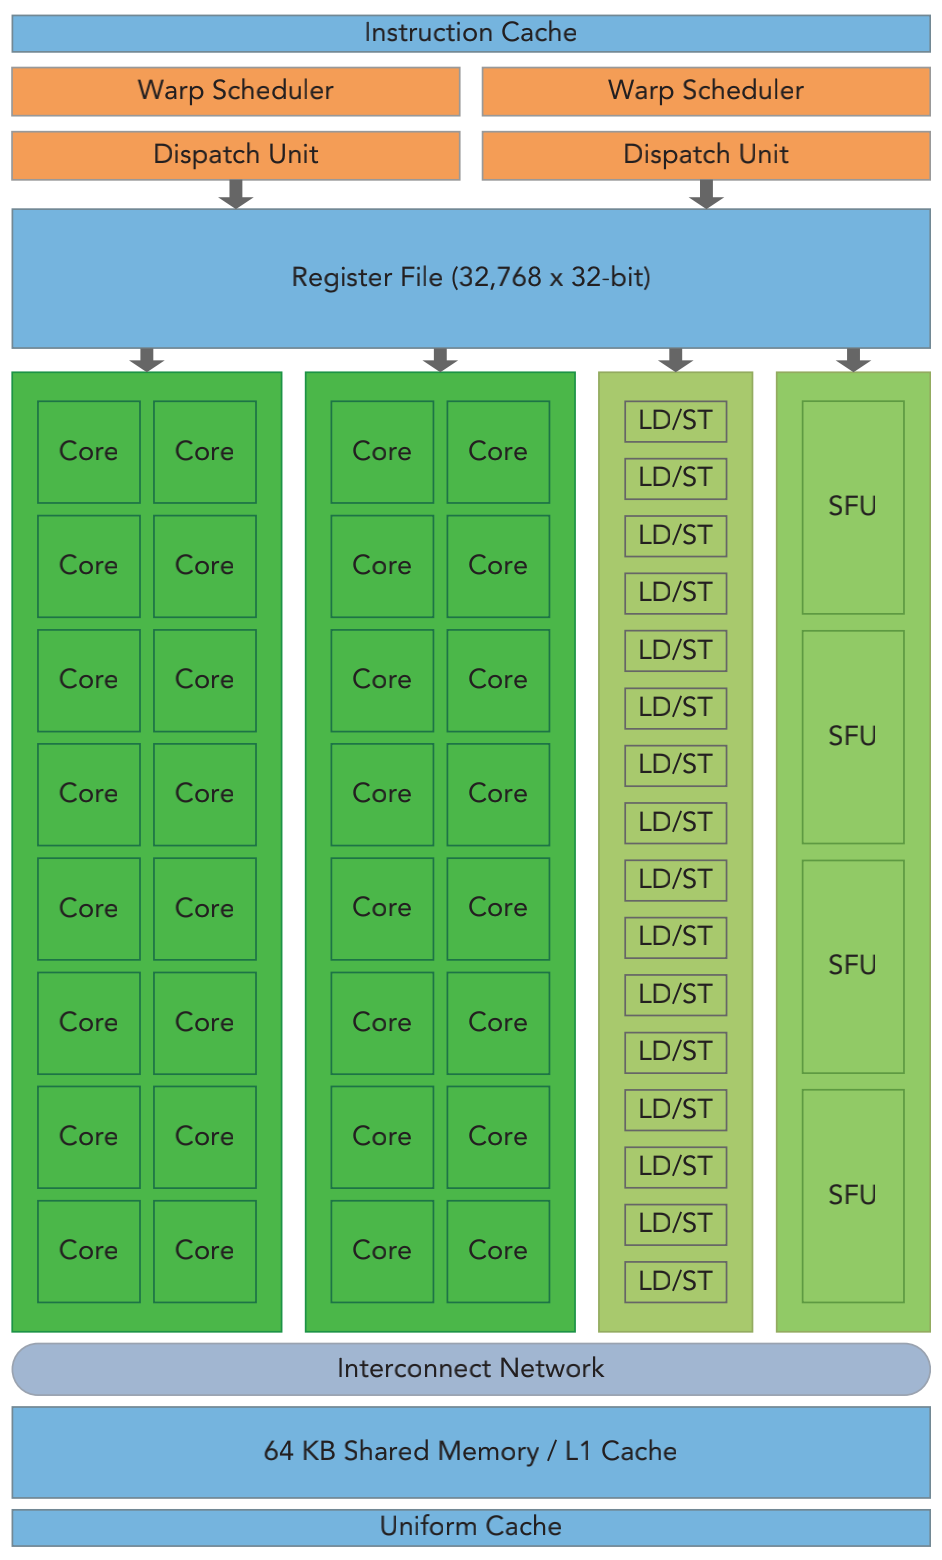 Instruction Cache
Warp Scheduler Warp Scheduler
Dispatch Unit Dispatch Unit
Register File (32,768 x 32-bit)
Core Core Core Core LD/ST
LD/ST
SFU
Core Core Core Core LD/ST
LD/ST
Core Core Core Core LD/ST
LD/ST
SFU
Core Core Core Core LD/ST
LD/ST
Core Core Core Core LD/ST
LD/ST
SFU
Core Core Core Core LD/ST
LD/ST
Core Core Core Core LD/ST
LD/ST
SFU
Core Core Core Core LD/ST
LD/ST
Interconnect Network
64 KB Shared Memory / L1 Cache
Uniform Cache